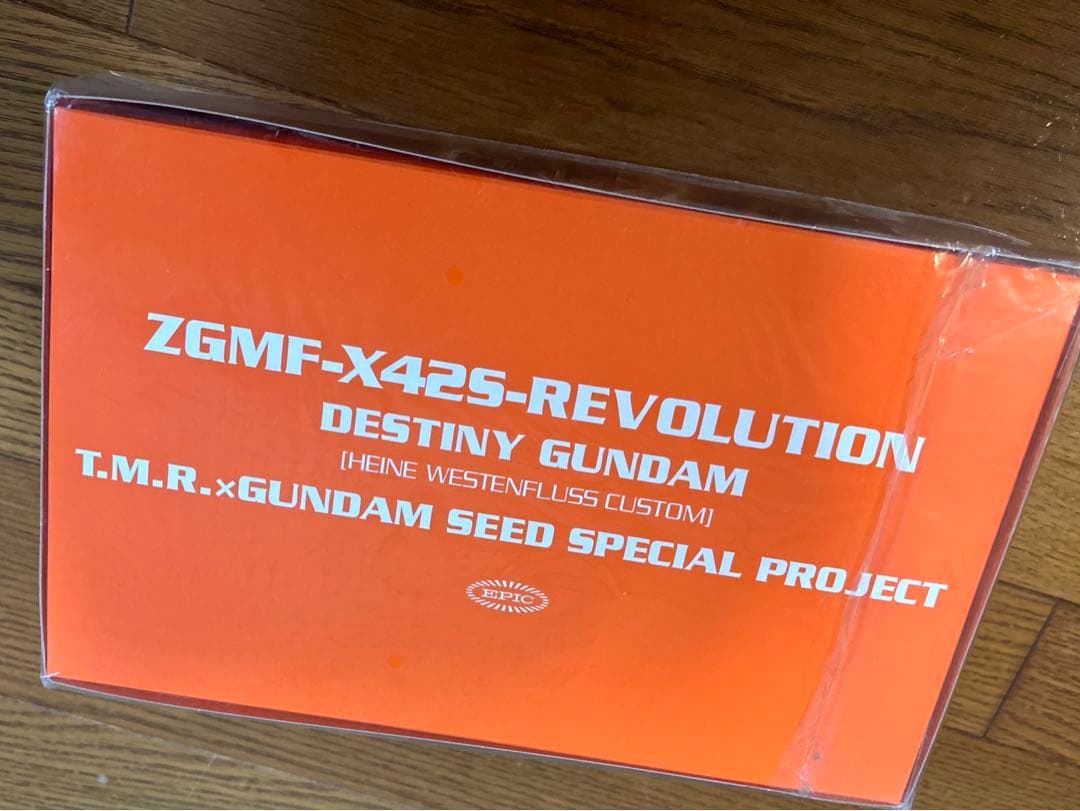 ZGMF-X42S-REVOLUTION
DESTINY GUNDAM
[HEINE WESTENFLUSS CUSTOM]
T.M.R.×GUNDAM SEED SPECIAL PROJECT
EPIC